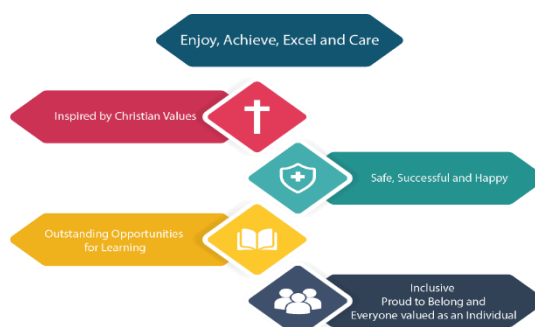 Enjoy, Achieve, Excel and Care
Inspired by Christian Values
Safe, Successful and Happy
Outstanding Opportunities
for Learning
Inclusive
Proud to Belong and
Everyone valued as an Individual